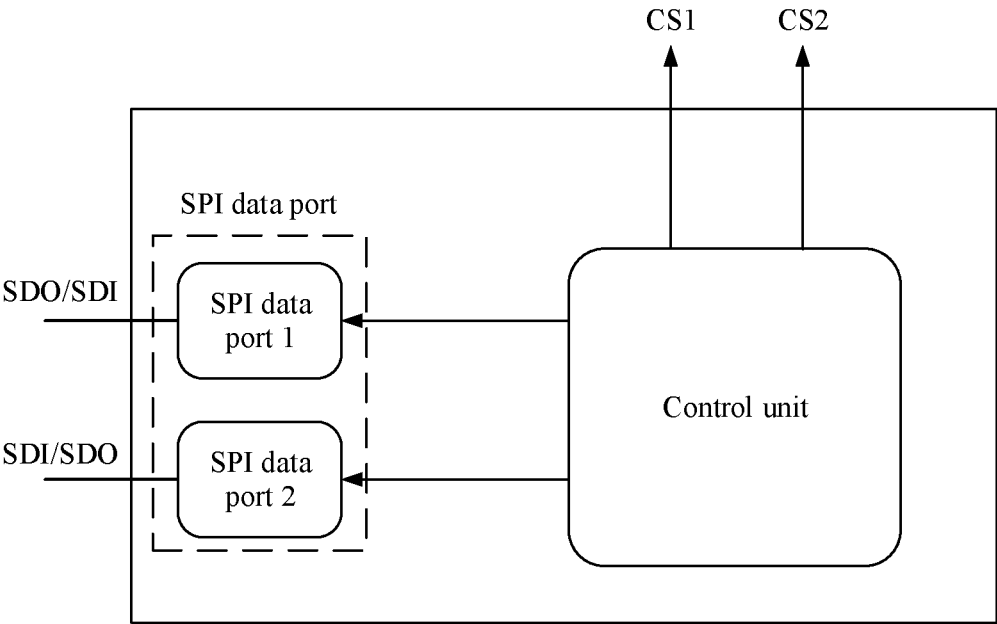 CS1 CS2
SPI data port
SDO/SDI
SPI data
port 1
Control unit
SDI/SDO
SPI data
port 2